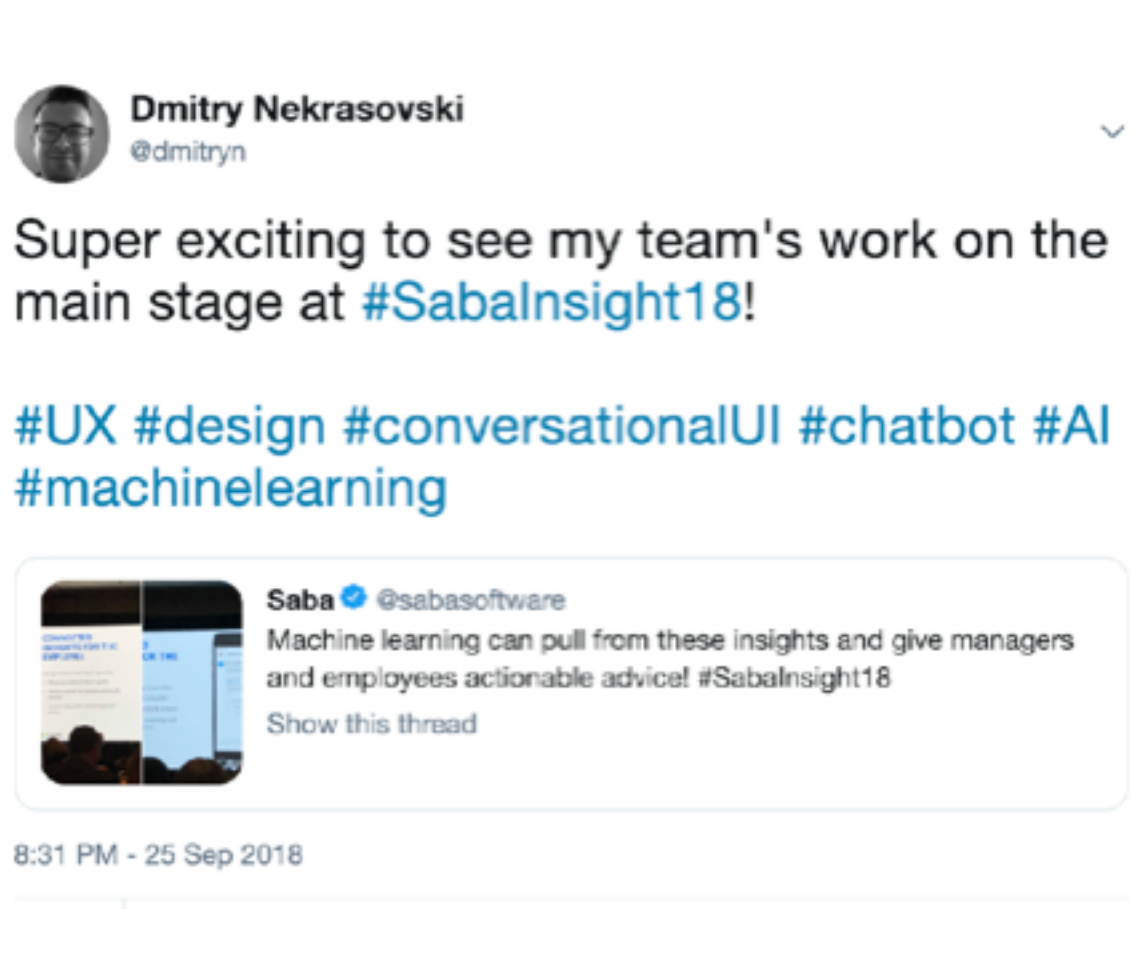 Dmitry Nekrasovski
@dmitryn
Super exciting to see my team's work on the
main stage at #SabaInsight18!
#UX #design #conversationalUI #chatbot #AI
#machinelearning
Saba @sabasoftware
Machine learning can pull from these insights and give managers
and employees actionable advice! #SabaInsight18
Show this thread
8:31 PM - 25 Sep 2018